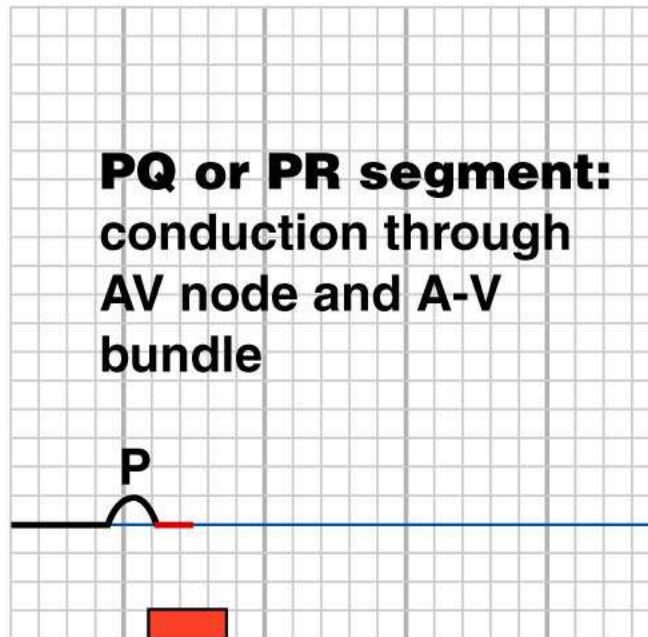 PQ or PR segment:
conduction through
AV node and A-V
bundle
P